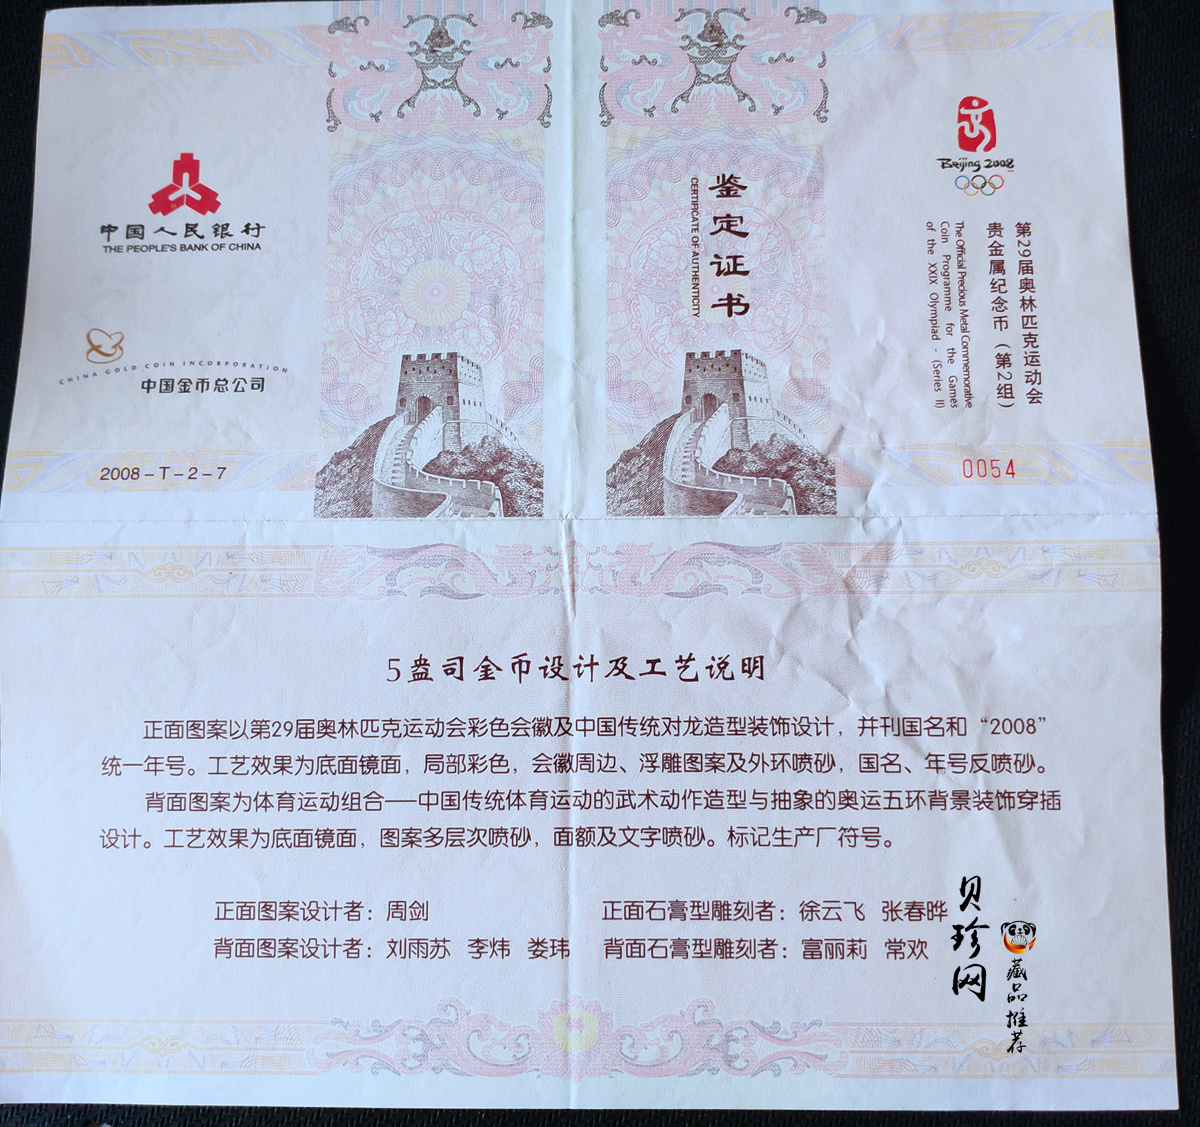 中国人民银行
THE PEOPLE'S BANK OF CHINA
CHINA GOLD COIN INCORPORATION
中国金币总公司
2008-T-2-7
鉴定证书
CERTIFICATE OF AUTHENTICITY
Beijing 2008
第29届奥林匹克运动会
贵金属纪念币（第2组）
The Official Precious Metal Commemorative
Coin Programme for the Games
of the XXIX Olympiad - (Series II)
0054
5盎司金币设计及工艺说明
正面图案以第29届奥林匹克运动会彩色会徽及中国传统对龙造型装饰设计，并刊国名和“2008”
统一年号。工艺效果为底面镜面，局部彩色，会徽周边、浮雕图案及外环喷砂，国名、年号反喷砂。
背面图案为体育运动组合——中国传统体育运动的武术动作造型与抽象的奥运五环背景装饰穿插
设计。工艺效果为底面镜面，图案多层次喷砂，面额及文字喷砂。标记生产厂符号。
正面图案设计者：周剑 正面石膏型雕刻者：徐云飞 张春晔
背面图案设计者：刘雨苏 李炜 娄玮 背面石膏型雕刻者：富丽莉 常欢
贝珍网
藏品推荐